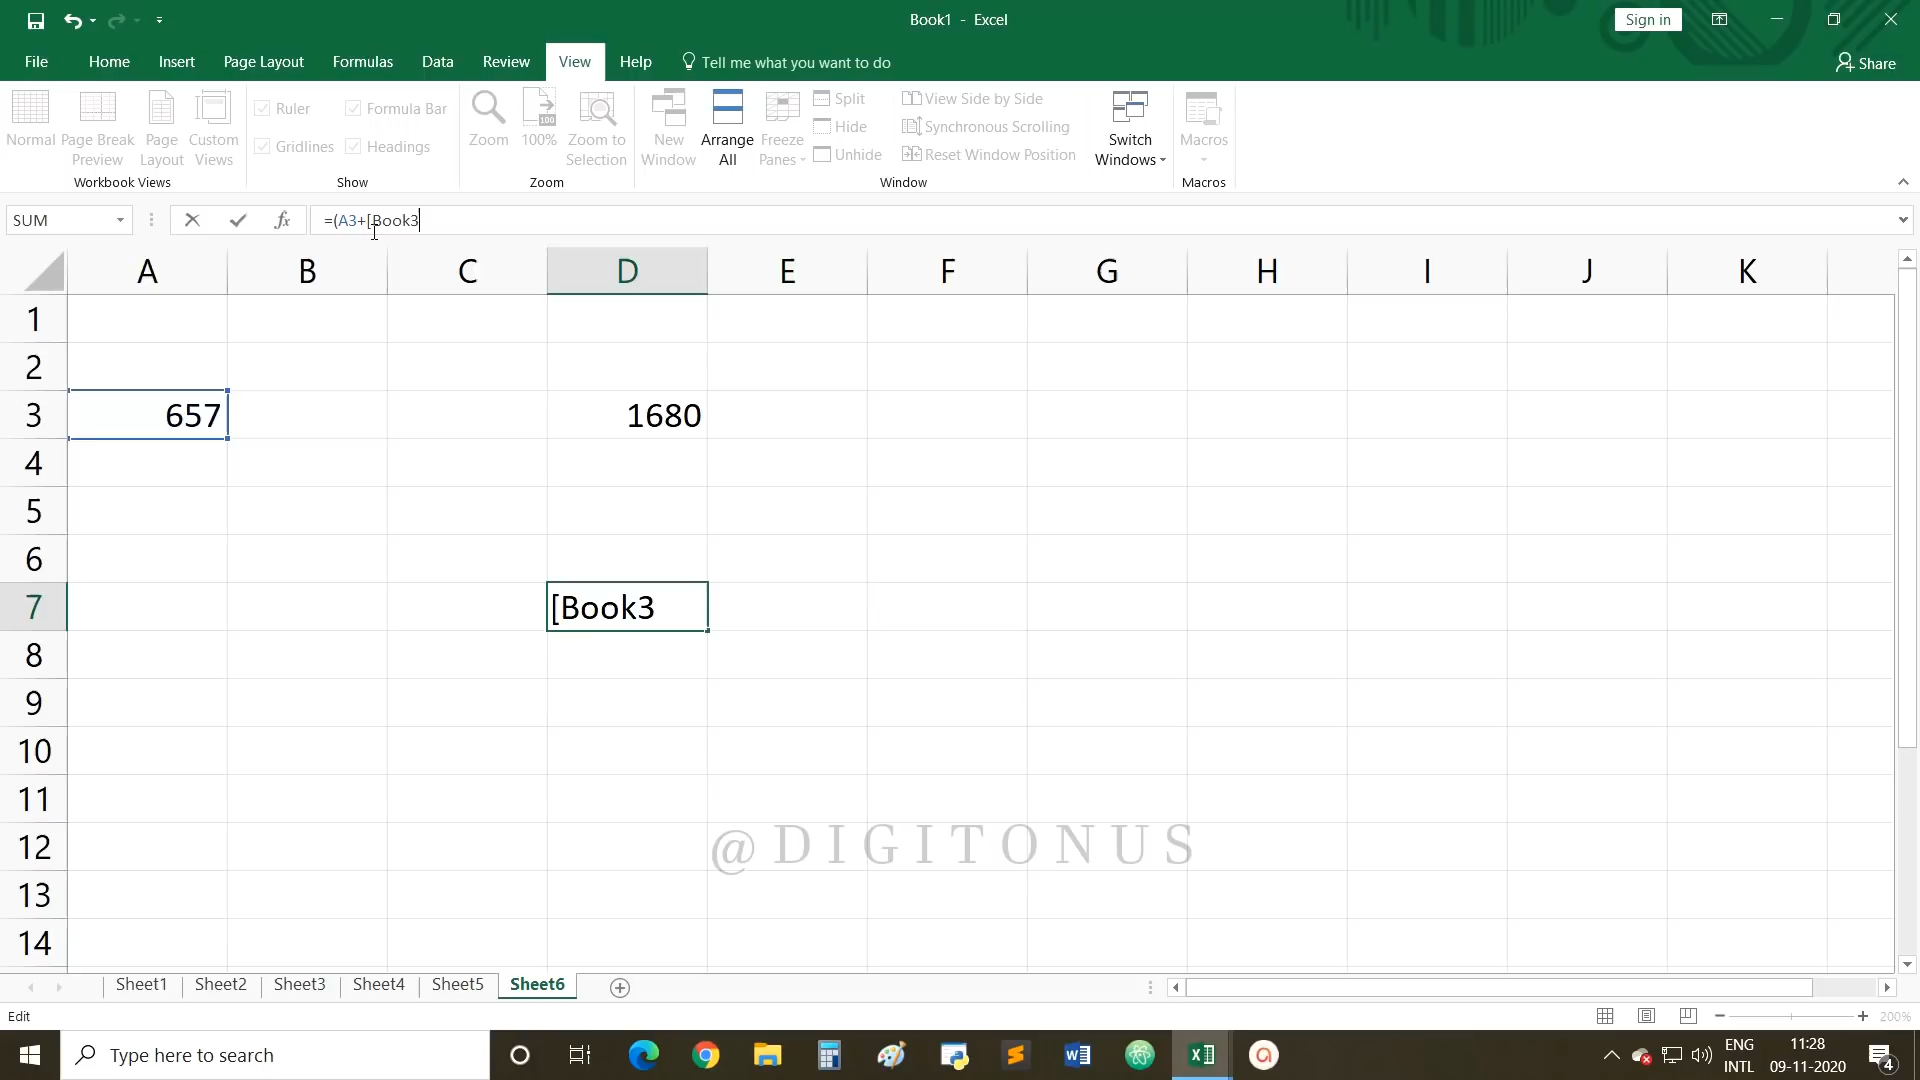 Book1 - Excel
Sign in
File Home Insert Page Layout Formulas Data Review View Help Tell me what you want to do
Share
Normal
Page Break
Preview
Page
Layout
Custom
Views
Workbook Views
Ruler
Formula Bar
Gridlines
Headings
Show
Zoom
100
100%
Zoom to
Selection
Zoom
New
Window
Arrange
All
Freeze
Panes
Split
Hide
Unhide
View Side by Side
Synchronous Scrolling
Reset Window Position
Switch
Windows
Window
Macros
Macros
SUM
fx
=(A3+[Book3
A B C D E F G H I J K
1
2
3 657 1680
4
5
6
7 [Book3
8
9
10
11
12
13
14
@DIGITONUS
Sheet1 Sheet2 Sheet3 Sheet4 Sheet5 Sheet6
Edit
200%
Type here to search
ENG
INTL
11:28
09-11-2020
4